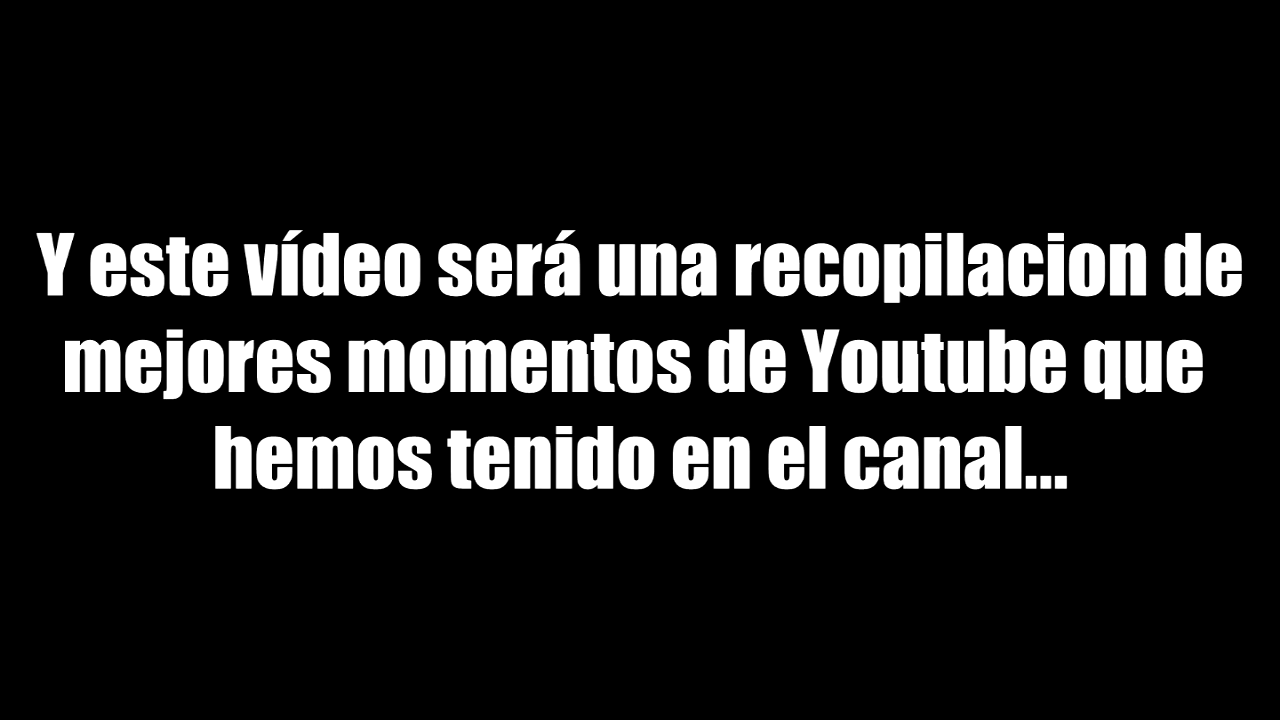 Y este vídeo será una recopilacion de
mejores momentos de Youtube que
hemos tenido en el canal...